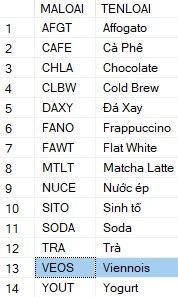 MALOAI TENLOAI
1 AFGT Affogato
2 CAFE Cà Phê
3 CHLA Chocolate
4 CLBW Cold Brew
5 DAXY Đá Xay
6 FANO Frappuccino
7 FAWT Flat White
8 MTLT Matcha Latte
9 NUCE Nước ép
10 SITO Sinh tố
11 SODA Soda
12 TRA Trà
13 VEOS Viennois
14 YOUT Yogurt